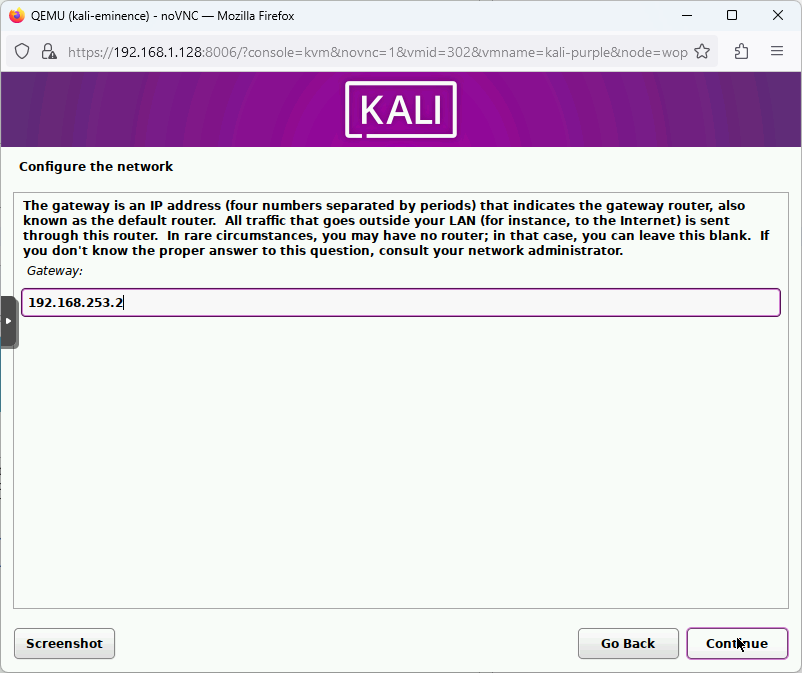 QEMU (kali-eminence) - noVNC — Mozilla Firefox
https://192.168.1.128:8006/?console=kvm&novnc=1&vmid=302&vmname=kali-purple&node=wop
KALI
Configure the network
The gateway is an IP address (four numbers separated by periods) that indicates the gateway router, also
known as the default router.  All traffic that goes outside your LAN (for instance, to the Internet) is sent
through this router.  In rare circumstances, you may have no router; in that case, you can leave this blank.  If
you don't know the proper answer to this question, consult your network administrator.
Gateway:
192.168.253.2
Screenshot
Go Back
Continue